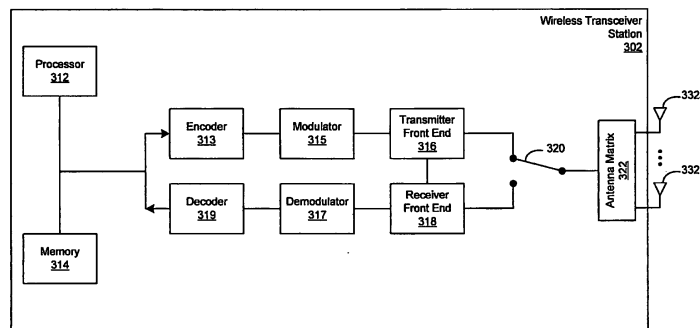 Wireless Transceiver
Station
302
Processor
312
Encoder
313
Modulator
315
Transmitter
Front End
316
320
332
Antenna Matrix
322
332
Decoder
319
Demodulator
317
Receiver
Front End
318
Memory
314